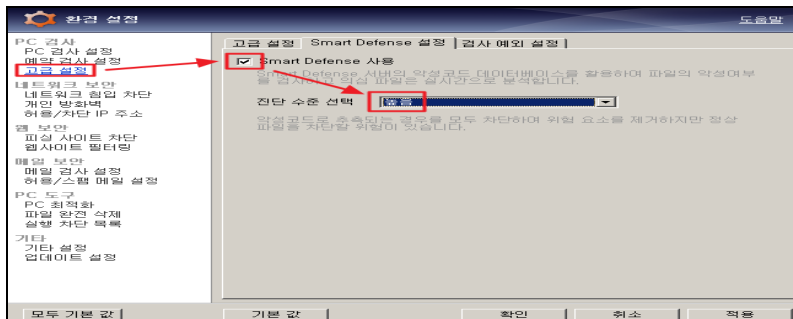 환경 설정
도움말
PC 검사
PC 검사 설정
예약 검사 설정
고급 설정
네트워크 보안
네트워크 침입 차단
개인 방화벽
허용/차단 IP 주소
웹 보안
피싱 사이트 차단
웹사이트 필터링
메일 보안
메일 검사 설정
허용/스팸 메일 설정
PC 도구
PC 최적화
파일 완전 삭제
실행 차단 목록
기타
기타 설정
업데이트 설정
고급 설정 Smart Defense 설정 검사 예외 설정
Smart Defense 사용
Smart Defense 서버의 악성코드 데이터베이스를 활용하며 파일의 악성여부
를 검사하고 의심 파일은 실시간으로 분석합니다.
진단 수준 선택 높음
악성코드로 추측되는 경우를 모두 차단하며 위험 요소를 제거하지만 정상
파일을 차단할 위험이 있습니다.
모두 기본 값 기본 값 확인 취소 적용